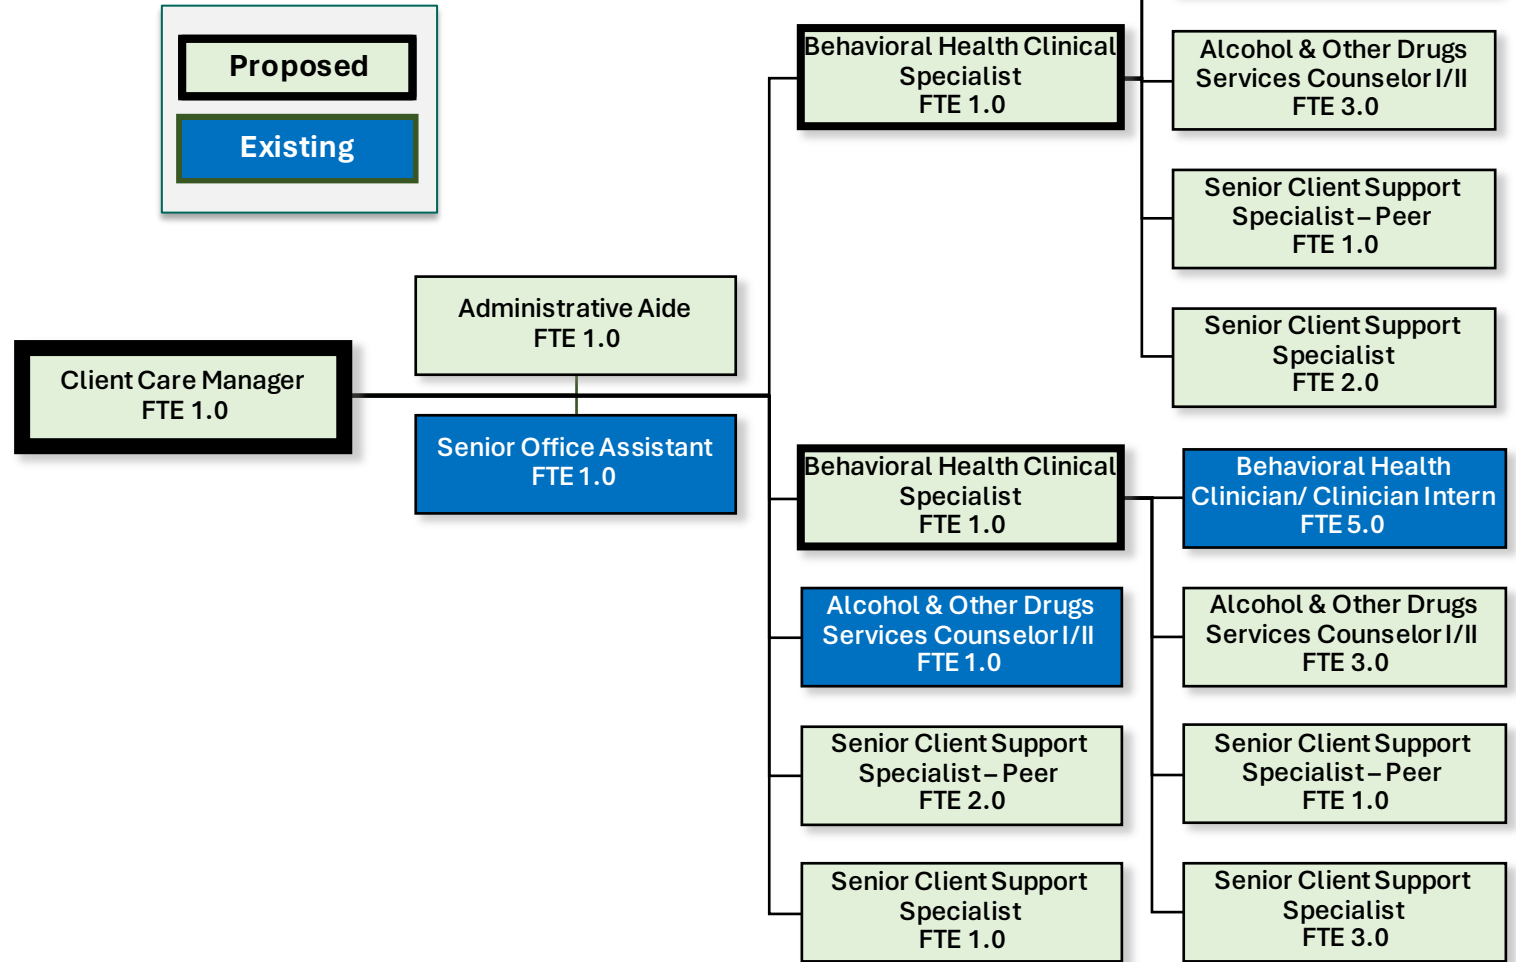 Proposed
Existing
Client Care Manager
FTE 1.0
Administrative Aide
FTE 1.0
Senior Office Assistant
FTE 1.0
Behavioral Health Clinical
Specialist
FTE 1.0
Alcohol & Other Drugs
Services Counselor I/II
FTE 3.0
Senior Client Support
Specialist – Peer
FTE 1.0
Senior Client Support
Specialist
FTE 2.0
Behavioral Health Clinical
Specialist
FTE 1.0
Behavioral Health
Clinician/ Clinician Intern
FTE 5.0
Alcohol & Other Drugs
Services Counselor I/II
FTE 3.0
Senior Client Support
Specialist – Peer
FTE 1.0
Senior Client Support
Specialist
FTE 3.0
Alcohol & Other Drugs
Services Counselor I/II
FTE 1.0
Senior Client Support
Specialist – Peer
FTE 2.0
Senior Client Support
Specialist
FTE 1.0